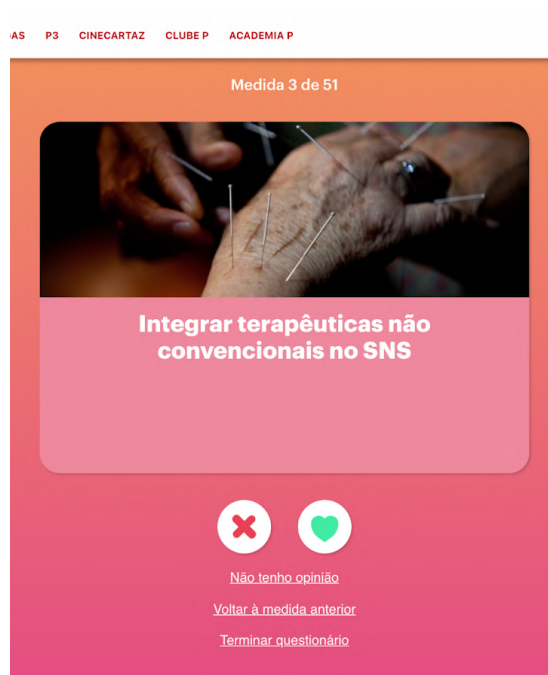 P3 CINECARTAZ CLUBE P ACADEMIA P
Medida 3 de 51
Integrar terapêuticas não
convencionais no SNS
Não tenho opinião
Voltar à medida anterior
Terminar questionário